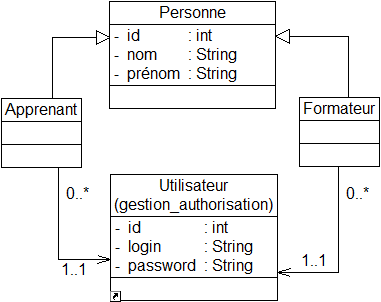 Personne
- id : int
- nom : String
- prénom : String
Apprenant
Formateur
Utilisateur
(gestion_authorisation)
- id : int
- login : String
- password : String
0..*
0..*
1..1
1..1